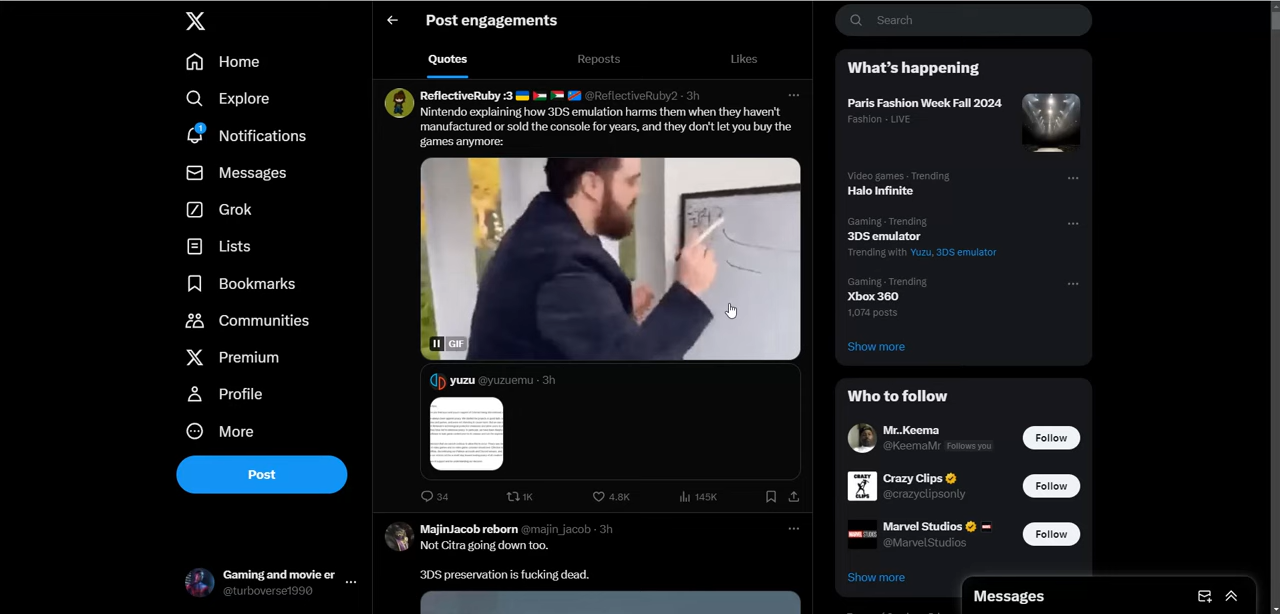 Home
Explore
1
Notifications
Messages
Grok
Lists
Bookmarks
Communities
Premium
Profile
More
Post
Gaming and movie er
@turboverse1990
Post engagements
Quotes Reposts Likes
ReflectiveRuby :3 @ReflectiveRuby2 · 3h
Nintendo explaining how 3DS emulation harms them when they haven't
manufactured or sold the console for years, and they don't let you buy the
games anymore:
GIF
yuzu @yuzuemu · 3h
34 1K 4.8K 145K
MajinJacob reborn @majin_jacob · 3h
Not Citra going down too.
3DS preservation is fucking dead.
Search
What's happening
Paris Fashion Week Fall 2024
Fashion · LIVE
Video games · Trending
Halo Infinite
Gaming · Trending
3DS emulator
Trending with Yuzu, 3DS emulator
Gaming · Trending
Xbox 360
1,074 posts
Show more
Who to follow
Mr..Keema
@KeemaMr Follows you
Follow
CRAZY CLIPS
Crazy Clips
@crazyclipsonly
Follow
Marvel Studios
@MarvelStudios
Follow
Show more
Messages